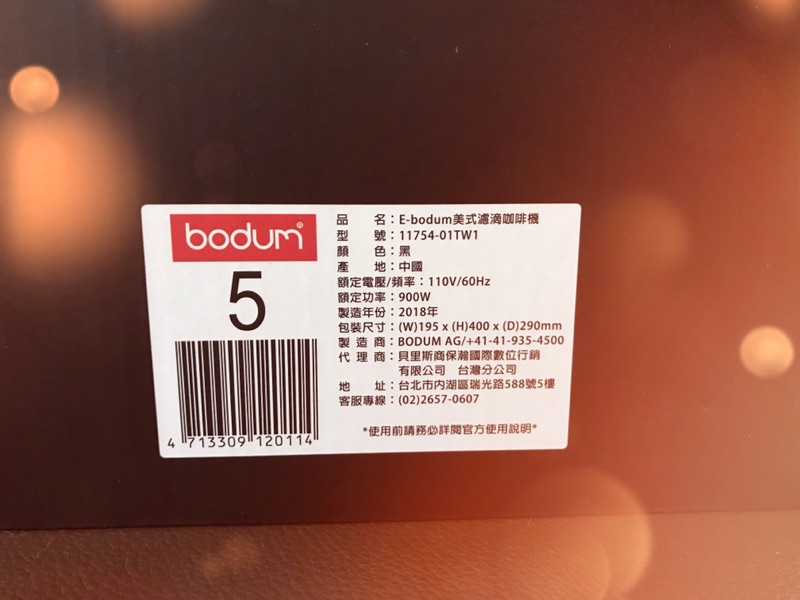 bodum®
5
4 713309 120114
品 名：E-bodum美式濾滴咖啡機
型 號：11754-01TW1
顏 色：黑
產 地：中國
額定電壓/頻率：110V/60Hz
額定功率：900W
製造年份：2018年
包裝尺寸：(W)195 x (H)400 x (D)290mm
製 造 商：BODUM AG/+41-41-935-4500
代 理 商：貝里斯商保瀚國際數位行銷
有限公司 台灣分公司
地 址：台北市內湖區瑞光路588號5樓
客服專線：(02)2657-0607
*使用前請務必詳閱官方使用說明*